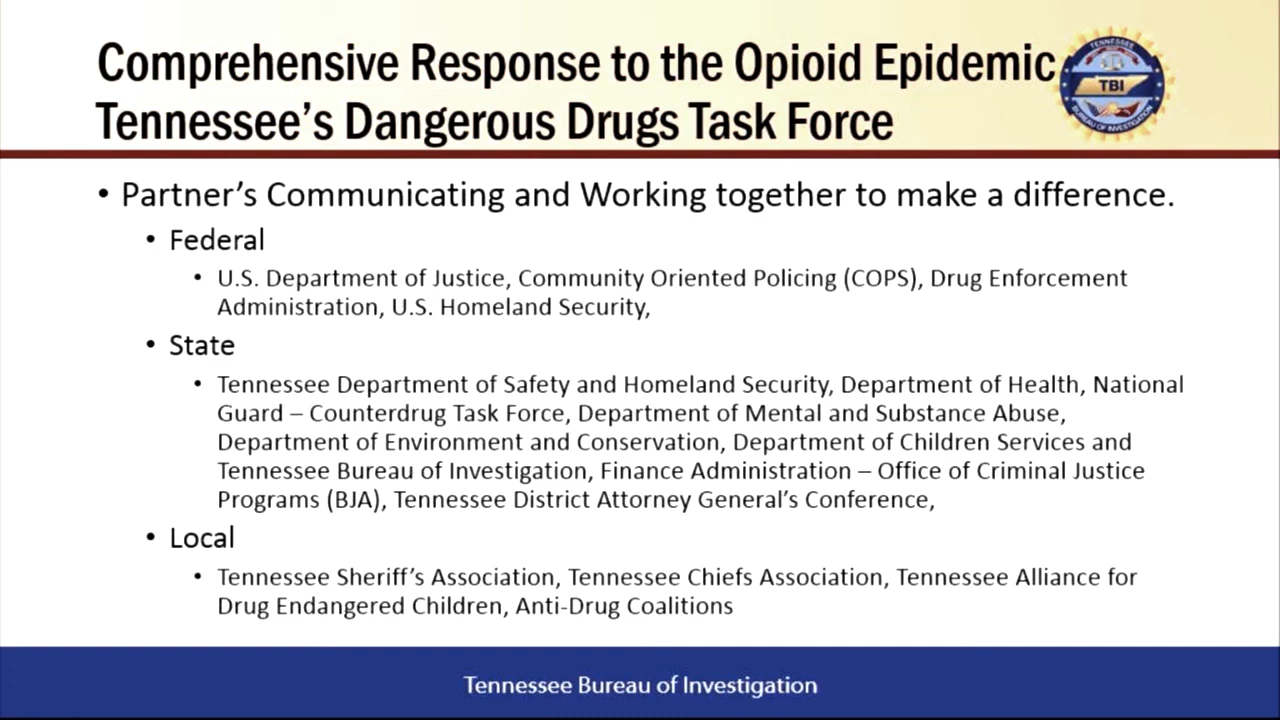 Comprehensive Response to the Opioid Epidemic
Tennessee's Dangerous Drugs Task Force
TENNESSEE
TBI
BUREAU OF INVESTIGATION
• Partner's Communicating and Working together to make a difference.
• Federal
• U.S. Department of Justice, Community Oriented Policing (COPS), Drug Enforcement
Administration, U.S. Homeland Security,
• State
• Tennessee Department of Safety and Homeland Security, Department of Health, National
Guard – Counterdrug Task Force, Department of Mental and Substance Abuse,
Department of Environment and Conservation, Department of Children Services and
Tennessee Bureau of Investigation, Finance Administration – Office of Criminal Justice
Programs (BJA), Tennessee District Attorney General's Conference,
• Local
• Tennessee Sheriff's Association, Tennessee Chiefs Association, Tennessee Alliance for
Drug Endangered Children, Anti-Drug Coalitions
Tennessee Bureau of Investigation